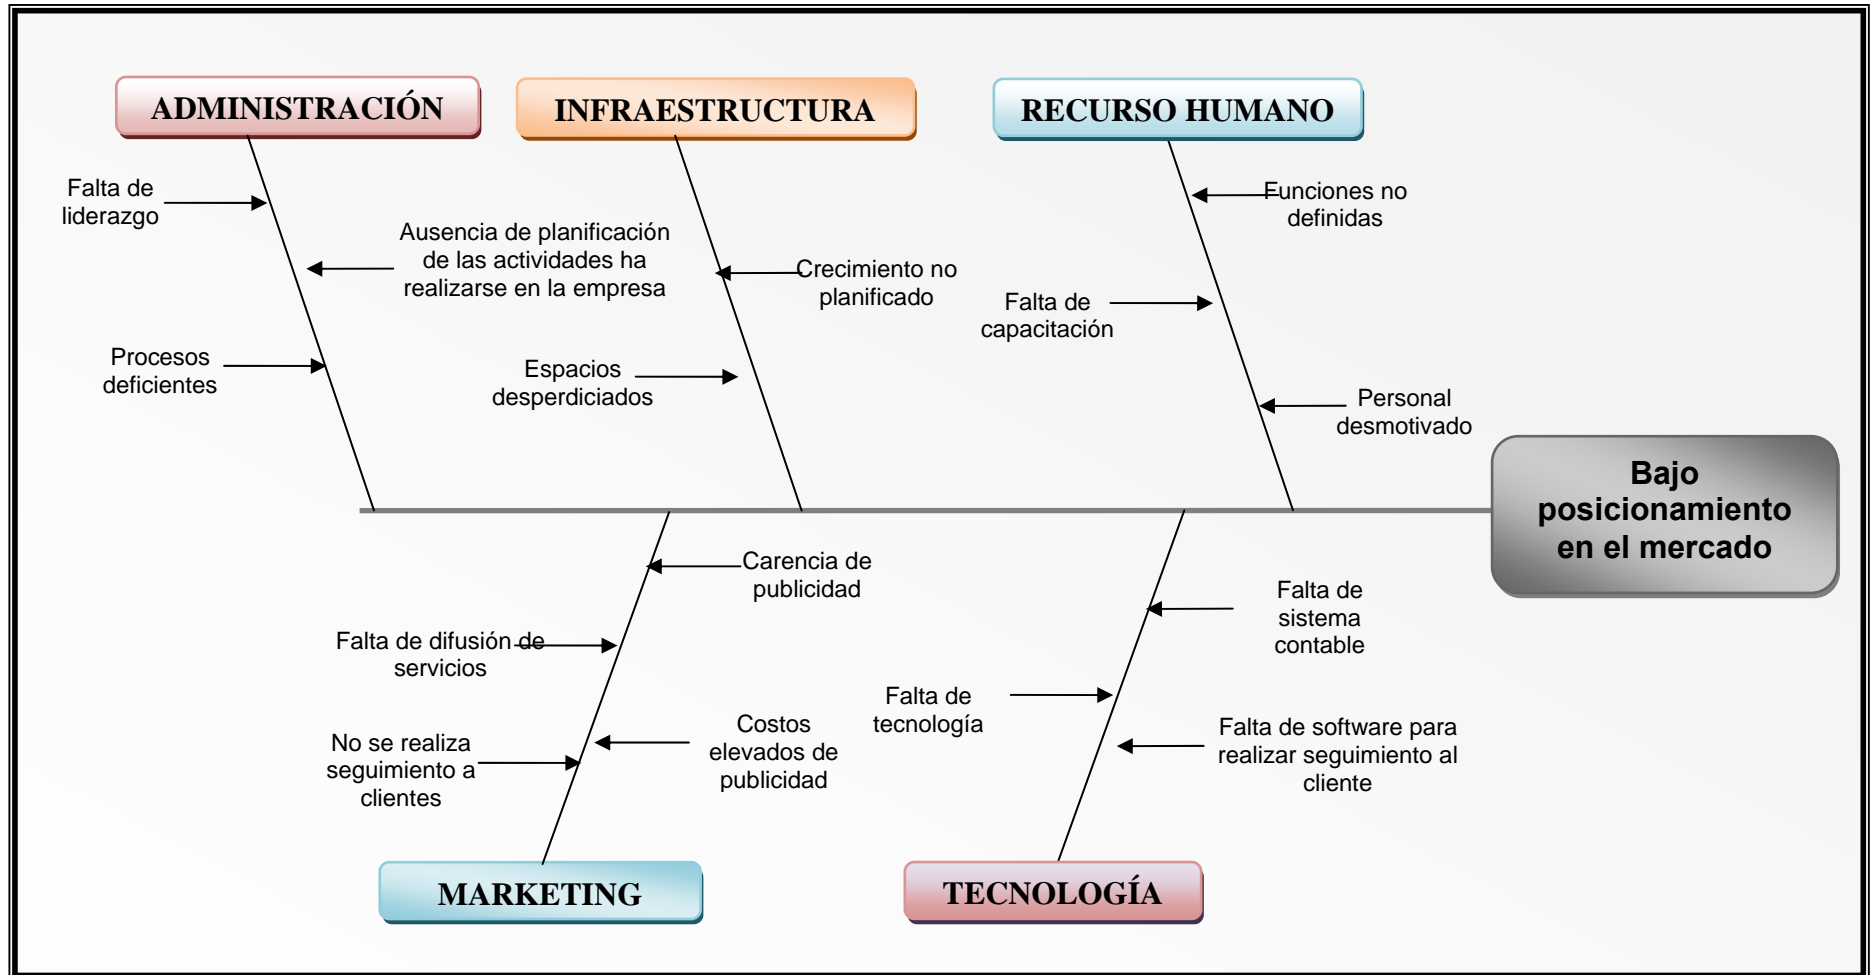 ADMINISTRACIÓN
INFRAESTRUCTURA
RECURSO HUMANO
Falta de
liderazgo
Ausencia de planificación
de las actividades ha
realizarse en la empresa
Procesos
deficientes
Crecimiento no
planificado
Espacios
desperdiciados
Funciones no
definidas
Falta de
capacitación
Personal
desmotivado
Bajo
posicionamiento
en el mercado
Carencia de
publicidad
Falta de difusión de
servicios
No se realiza
seguimiento a
clientes
Costos
elevados de
publicidad
Falta de
sistema
contable
Falta de
tecnología
Falta de software para
realizar seguimiento al
cliente
MARKETING
TECNOLOGÍA